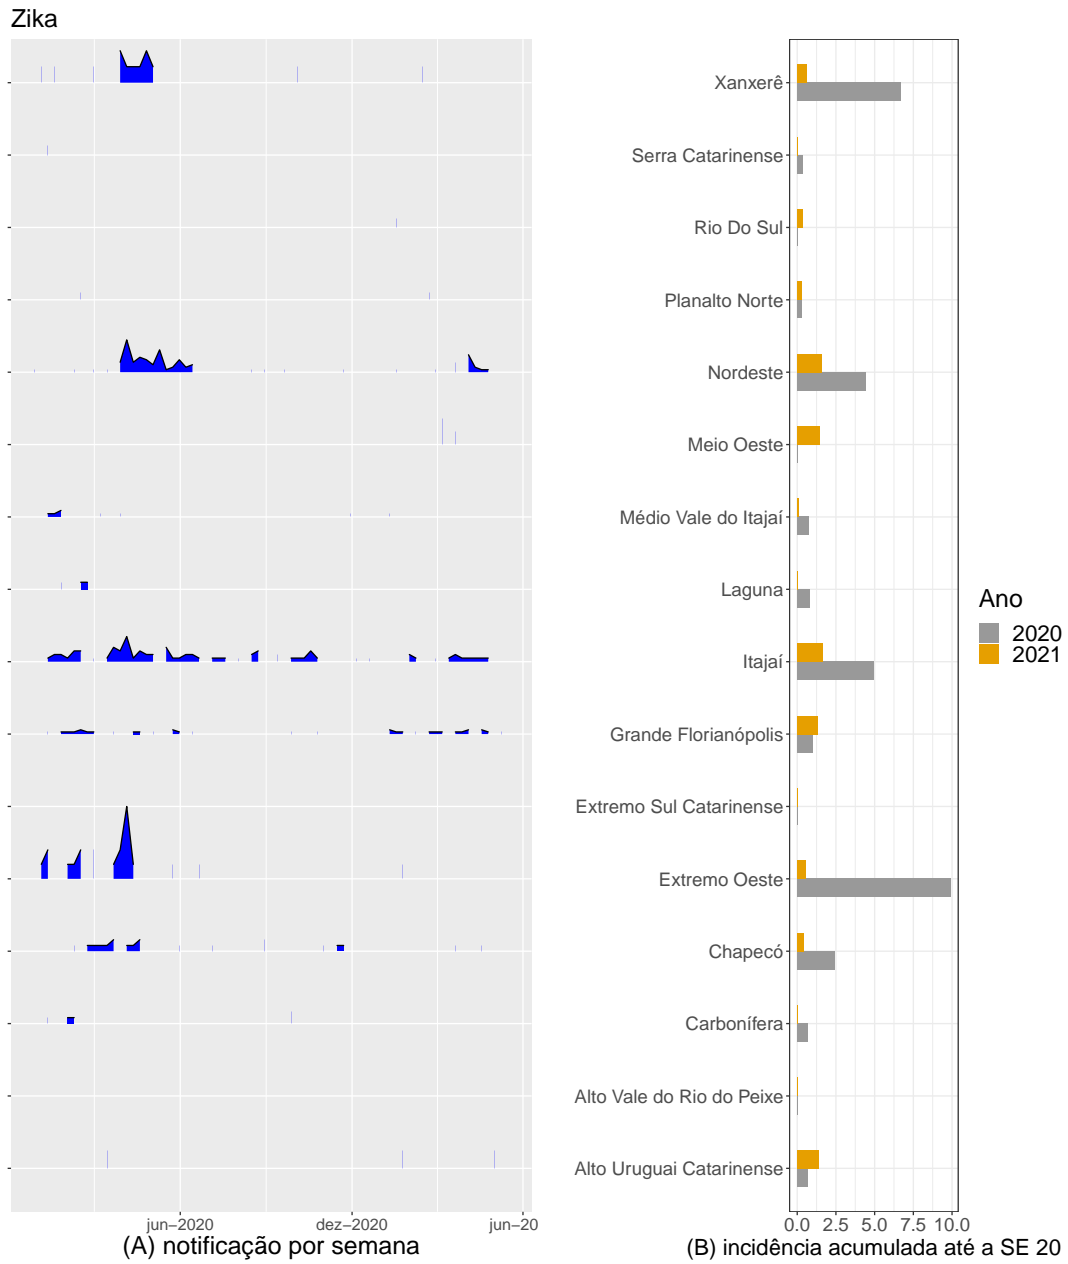 Zika
Xanxerê
Serra Catarinense
Rio Do Sul
Planalto Norte
Nordeste
Meio Oeste
Médio Vale do Itajaí
Laguna
Itajaí
Grande Florianópolis
Extremo Sul Catarinense
Extremo Oeste
Chapecó
Carbonífera
Alto Vale do Rio do Peixe
Alto Uruguai Catarinense
Ano
2020
2021
jun–2020 dez–2020 jun–20
(A) notificação por semana
0.0 2.5 5.0 7.5 10.0
(B) incidência acumulada até a SE 20